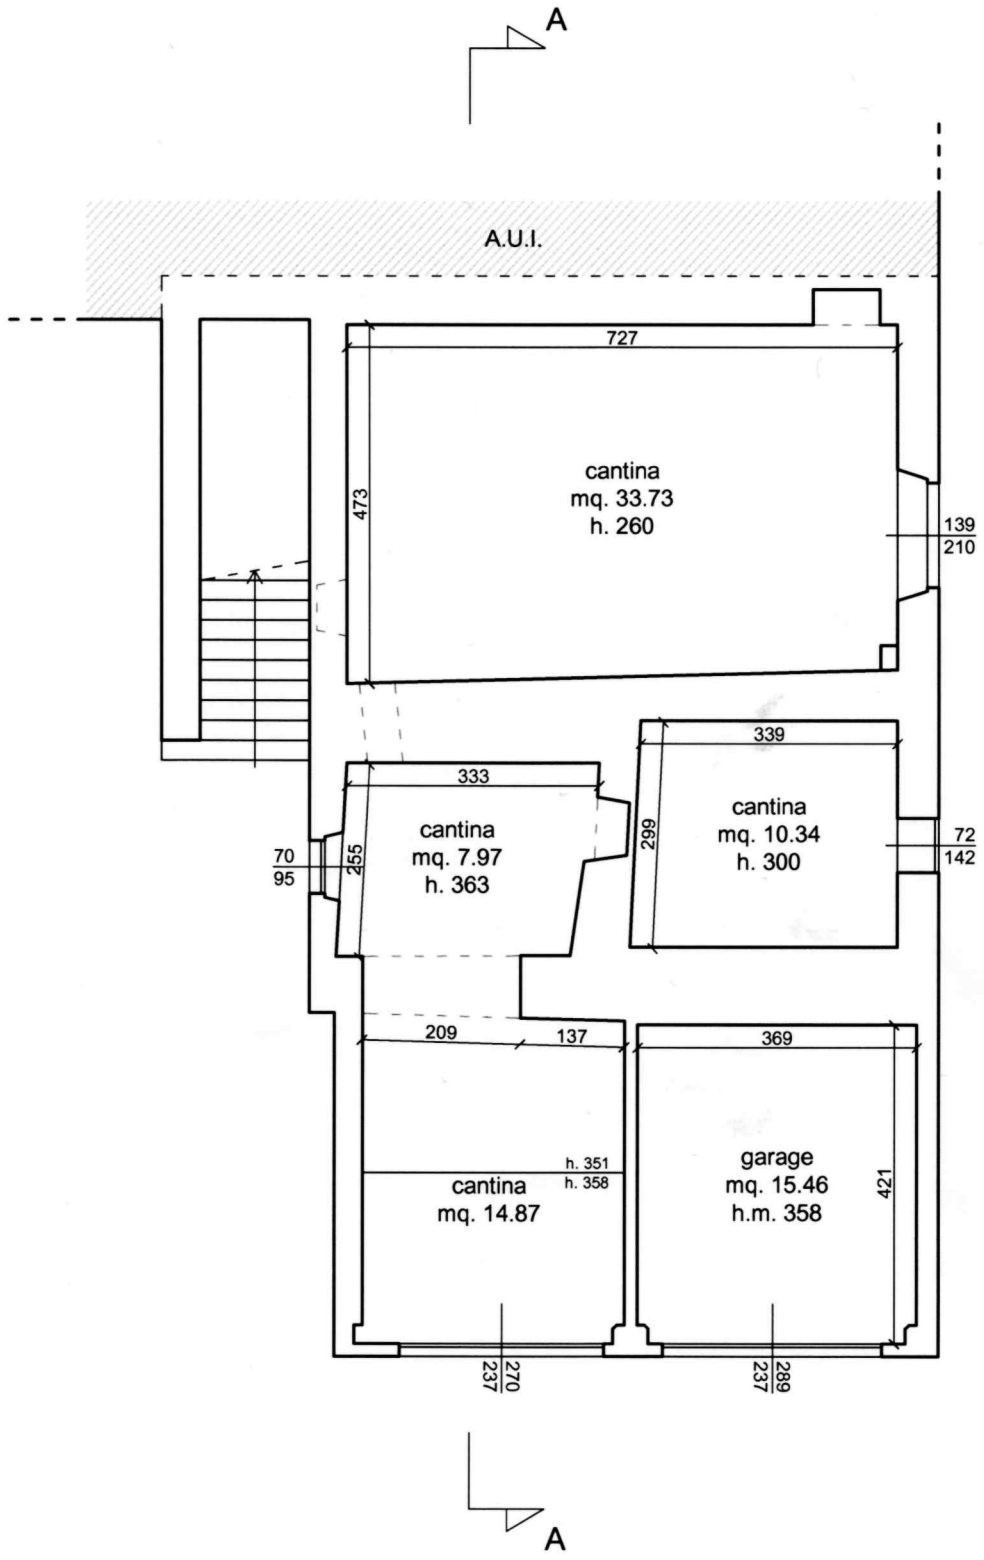 A
A.U.I.
727
473
cantina
mq. 33.73
h. 260
139
210
339
333
299
cantina
mq. 10.34
h. 300
72
142
cantina
mq. 7.97
h. 363
255
70
95
209
137
369
h. 351
h. 358
cantina
mq. 14.87
garage
mq. 15.46
h.m. 358
421
270
237
289
237
A